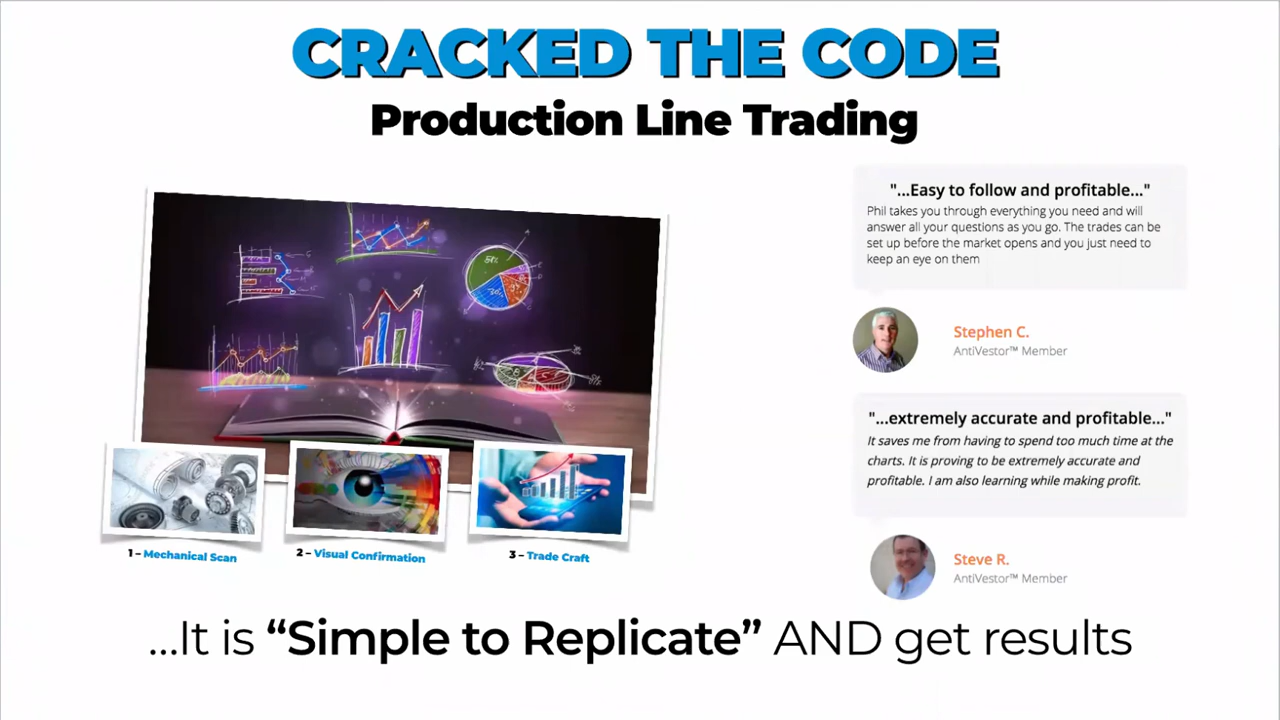 CRACKED THE CODE
Production Line Trading
"...Easy to follow and profitable..."
Phil takes you through everything you need and will
answer all your questions as you go. The trades can be
set up before the market opens and you just need to
keep an eye on them
Stephen C.
AntiVestor™ Member
"...extremely accurate and profitable..."
It saves me from having to spend too much time at the
charts. It is proving to be extremely accurate and
profitable. I am also learning while making profit.
Steve R.
AntiVestor™ Member
1 – Mechanical Scan
2 – Visual Confirmation
3 – Trade Craft
...It is “Simple to Replicate” AND get results